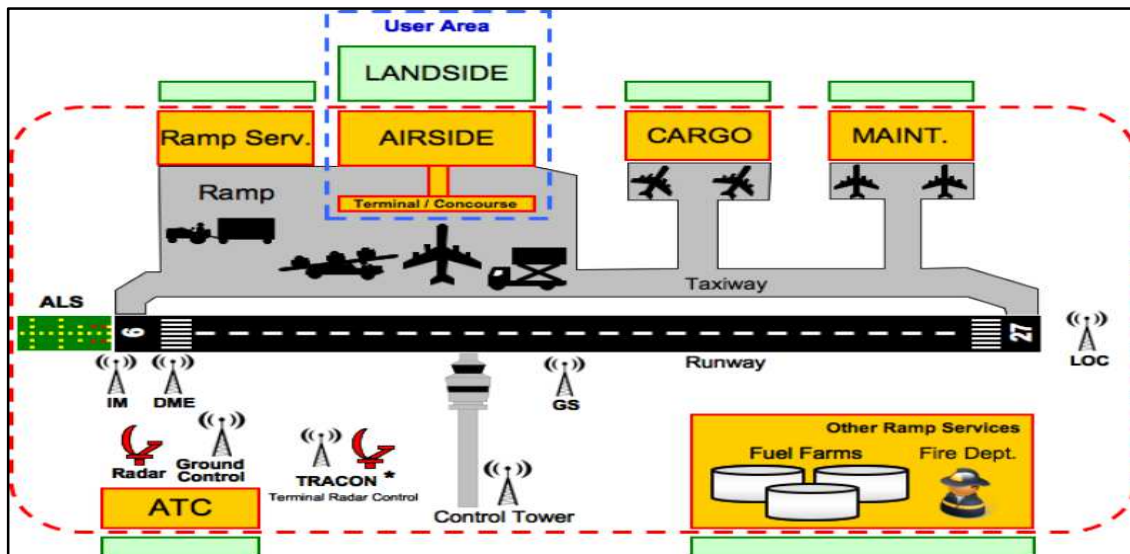 User Area
LANDSIDE
Ramp Serv.
AIRSIDE
CARGO
MAINT.
Ramp
Terminal / Concourse
Taxiway
ALS
6
27
Runway
LOC
IM
DME
GS
Radar
Ground
Control
TRACON *
Terminal Radar Control
Control Tower
ATC
Other Ramp Services
Fuel Farms
Fire Dept.